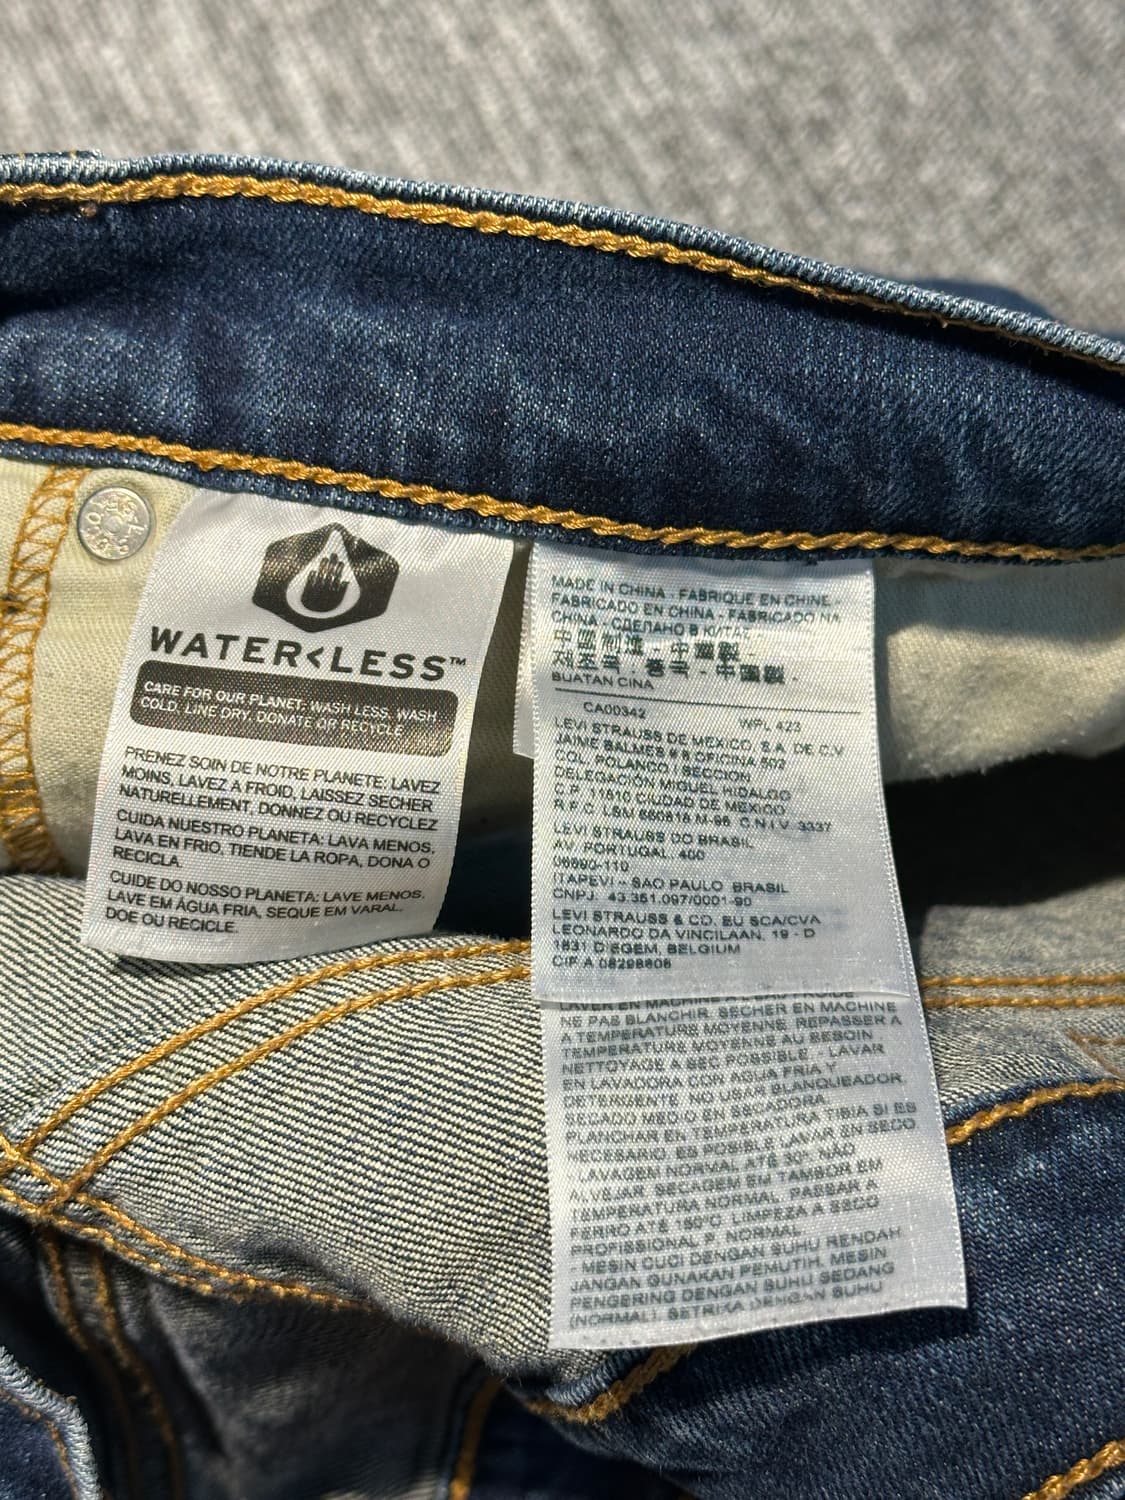 WATER<LESS™
CARE FOR OUR PLANET: WASH LESS, WASH
COLD, LINE DRY, DONATE OR RECYCLE
PRENEZ SOIN DE NOTRE PLANETE: LAVEZ
MOINS, LAVEZ À FROID, LAISSEZ SECHER
NATURELLEMENT, DONNEZ OU RECYCLEZ
CUIDA NUESTRO PLANETA: LAVA MENOS,
LAVA EN FRIO, TIENDE LA ROPA, DONA O
RECICLA.
CUIDE DO NOSSO PLANETA: LAVE MENOS,
LAVE EM ÁGUA FRIA, SEQUE EM VARAL,
DOE OU RECICLE.
MADE IN CHINA - FABRIQUE EN CHINE -
FABRICADO EN CHINA - FABRICADO NA
CHINA - СДЕЛАНО В КИТАЕ -
中国制造 - 中國製 -
제조국 - 중국 - 中国製 -
BUATAN CINA
CA00342 WPL 423
LEVI STRAUSS DE MEXICO, S.A. DE C.V.
JAIME BALMES # 8 OFICINA 502
COL. POLANCO I SECCION
DELEGACIÓN MIGUEL HIDALGO
C.P. 11510 CIUDAD DE MEXICO
R.F.C. LSM 660818 M-96 C.N.I.V. 3337
LEVI STRAUSS DO BRASIL
AV. PORTUGAL, 400
06690-110
ITAPEVI - SAO PAULO BRASIL
CNPJ. 43.351.097/0001-90
LEVI STRAUSS & CO. EU SCA/CVA
LEONARDO DA VINCILAAN, 19 - D
1831 DIEGEM, BELGIUM
CIF A 08298808
LAVER EN MACHINE FROIDE
NE PAS BLANCHIR. SECHER EN MACHINE
A TEMPERATURE MOYENNE. REPASSER A
TEMPERATURE MOYENNE AU BESOIN
NETTOYAGE A SEC POSSIBLE. - LAVAR
EN LAVADORA CON AGUA FRIA Y
DETERGENTE. NO USAR BLANQUEADOR.
SECADO MEDIO EN SECADORA.
PLANCHAR EN TEMPERATURA TIBIA SI ES
NECESARIO. ES POSIBLE LAVAR EN SECO
- LAVAGEM NORMAL ATÉ 30º. NÃO
ALVEJAR. SECAGEM EM TAMBOR EM
TEMPERATURA NORMAL. PASSAR A
FERRO ATÉ 150°C. LIMPEZA A SECO
PROFISSIONAL P, NORMAL.
- MESIN CUCI DENGAN SUHU RENDAH
JANGAN GUNAKAN PEMUTIH. MESIN
PENGERING DENGAN SUHU SEDANG
(NORMAL). SETRIKA DENGAN SUHU